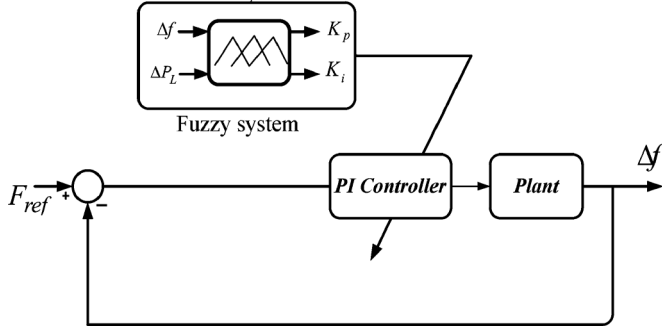 Δf
K_p
ΔP_L
K_i
Fuzzy system
Δf
F_ref
+
−
PI Controller
Plant